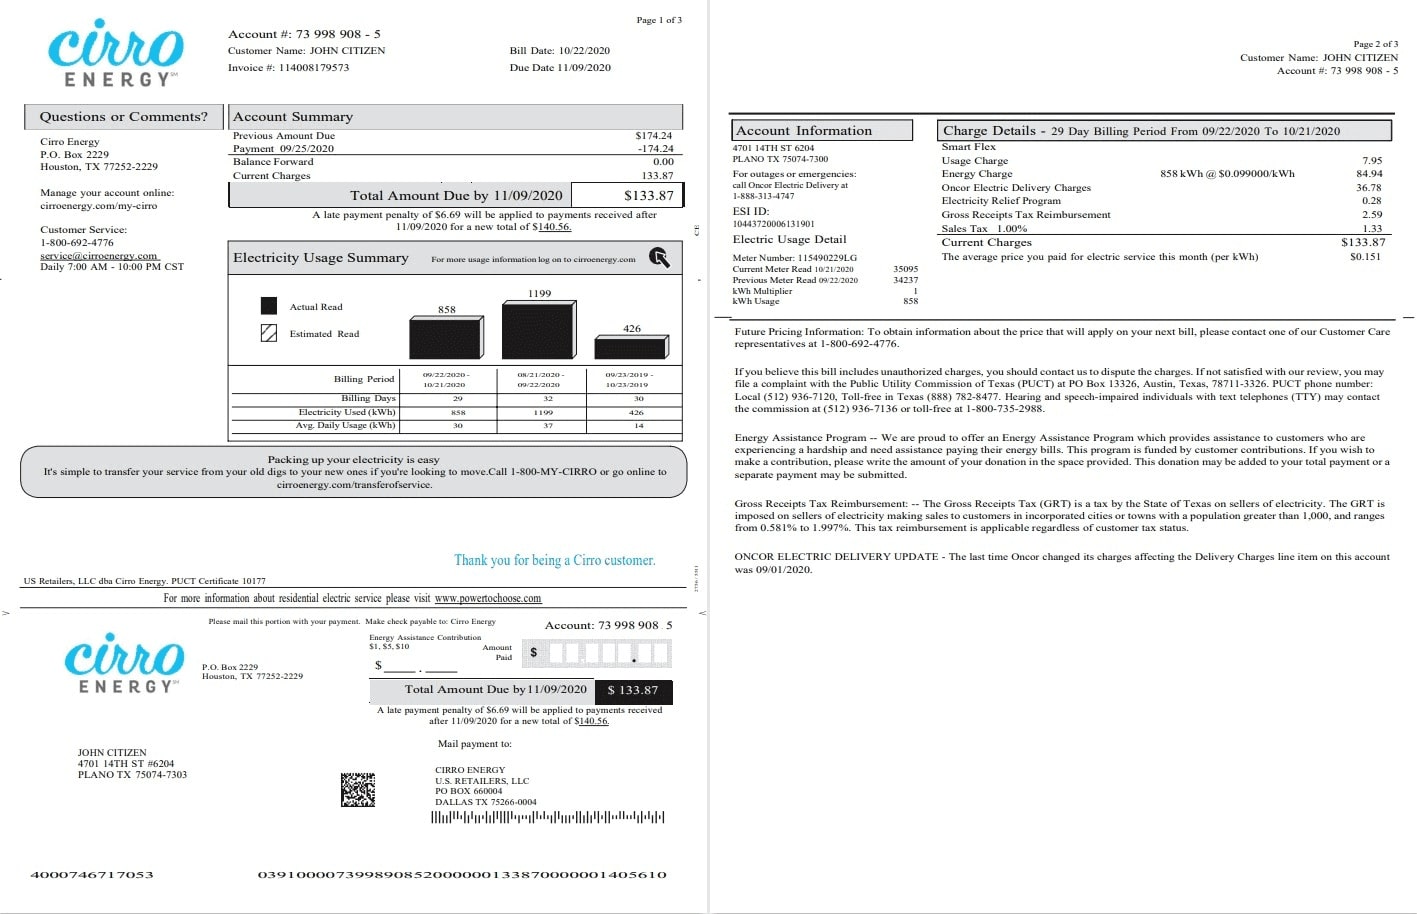 cirro
ENERGY SM
Page 1 of 3
Account #: 73 998 908 - 5
Customer Name: JOHN CITIZEN
Invoice #: 114008179573
Bill Date: 10/22/2020
Due Date 11/09/2020
Questions or Comments?
Cirro Energy
P.O. Box 2229
Houston, TX 77252-2229
Manage your account online:
cirroenergy.com/my-cirro
Customer Service:
1-800-692-4776
service@cirroenergy.com
Daily 7:00 AM - 10:00 PM CST
Account Summary
Previous Amount Due $174.24
Payment 09/25/2020 -174.24
Balance Forward 0.00
Current Charges 133.87
Total Amount Due by 11/09/2020 $133.87
A late payment penalty of $6.69 will be applied to payments received after
11/09/2020 for a new total of $140.56.
CE
Electricity Usage Summary For more usage information log on to cirroenergy.com
Actual Read
Estimated Read
858
1199
426
Billing Period 09/22/2020 - 08/21/2020 - 09/23/2019 -
10/21/2020 09/22/2020 10/23/2019
Billing Days 29 32 30
Electricity Used (kWh) 858 1199 426
Avg. Daily Usage (kWh) 30 37 14
Packing up your electricity is easy
It's simple to transfer your service from your old digs to your new ones if you're looking to move.Call 1-800-MY-CIRRO or go online to
cirroenergy.com/transferofservice.
Thank you for being a Cirro customer.
US Retailers, LLC dba Cirro Energy. PUCT Certificate 10177
For more information about residential electric service please visit www.powertochoose.com
Please mail this portion with your payment. Make check payable to: Cirro Energy
Account: 73 998 908 5
cirro
ENERGY SM
P.O. Box 2229
Houston, TX 77252-2229
Energy Assistance Contribution
$1, $5, $10
$ ____ . ____
Amount
Paid
$ .
Total Amount Due by 11/09/2020 $ 133.87
A late payment penalty of $6.69 will be applied to payments received
after 11/09/2020 for a new total of $140.56.
Mail payment to:
JOHN CITIZEN
4701 14TH ST #6204
PLANO TX 75074-7303
CIRRO ENERGY
U.S. RETAILERS, LLC
PO BOX 660004
DALLAS TX 75266-0004
4000746717053
Page 2 of 3
Customer Name: JOHN CITIZEN
Account #: 73 998 908 - 5
Account Information
4701 14TH ST 6204
PLANO TX 75074-7300
For outages or emergencies:
call Oncor Electric Delivery at
1-888-313-4747
ESI ID:
10443720006131901
Electric Usage Detail
Meter Number: 115490229LG
Current Meter Read 10/21/2020 35095
Previous Meter Read 09/22/2020 34237
kWh Multiplier 1
kWh Usage 858
Charge Details - 29 Day Billing Period From 09/22/2020 To 10/21/2020
Smart Flex
Usage Charge 7.95
Energy Charge 858 kWh @ $0.099000/kWh 84.94
Oncor Electric Delivery Charges 36.78
Electricity Relief Program 0.28
Gross Receipts Tax Reimbursement 2.59
Sales Tax 1.00% 1.33
Current Charges $133.87
The average price you paid for electric service this month (per kWh) $0.151
Future Pricing Information: To obtain information about the price that will apply on your next bill, please contact one of our Customer Care
representatives at 1-800-692-4776.
If you believe this bill includes unauthorized charges, you should contact us to dispute the charges. If not satisfied with our review, you may
file a complaint with the Public Utility Commission of Texas (PUCT) at PO Box 13326, Austin, Texas, 78711-3326. PUCT phone number:
Local (512) 936-7120, Toll-free in Texas (888) 782-8477. Hearing and speech-impaired individuals with text telephones (TTY) may contact
the commission at (512) 936-7136 or toll-free at 1-800-735-2988.
Energy Assistance Program -- We are proud to offer an Energy Assistance Program which provides assistance to customers who are
experiencing a hardship and need assistance paying their energy bills. This program is funded by customer contributions. If you wish to
make a contribution, please write the amount of your donation in the space provided. This donation may be added to your total payment or a
separate payment may be submitted.
Gross Receipts Tax Reimbursement: -- The Gross Receipts Tax (GRT) is a tax by the State of Texas on sellers of electricity. The GRT is
imposed on sellers of electricity making sales to customers in incorporated cities or towns with a population greater than 1,000, and ranges
from 0.581% to 1.997%. This tax reimbursement is applicable regardless of customer tax status.
ONCOR ELECTRIC DELIVERY UPDATE - The last time Oncor changed its charges affecting the Delivery Charges line item on this account
was 09/01/2020.